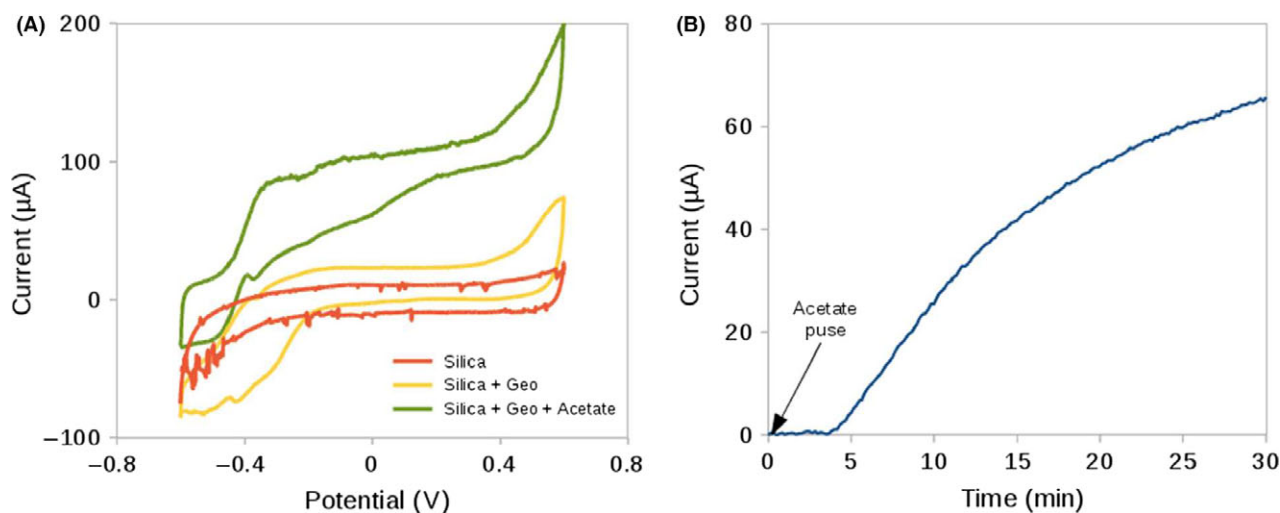 (A)
200
100
0
−100
Current (µA)
−0.8
−0.4
0
0.4
0.8
Potential (V)
Silica
Silica + Geo
Silica + Geo + Acetate
(B)
80
60
40
20
0
Current (µA)
Acetate
puse
0
5
10
15
20
25
30
Time (min)